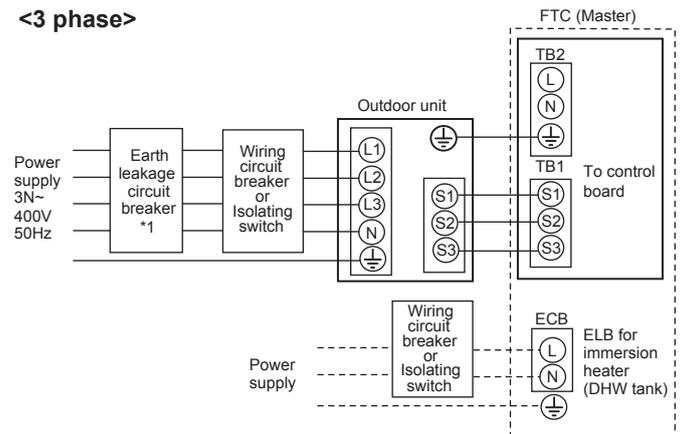 <3 phase>
FTC (Master)
TB2
L
N
Outdoor unit
Power
supply
3N~
400V
50Hz
Earth
leakage
circuit
breaker
*1
Wiring
circuit
breaker
or
Isolating
switch
L1
L2
L3
N
S1
S2
S3
TB1
S1
S2
S3
To control
board
Power
supply
Wiring
circuit
breaker
or
Isolating
switch
ECB
L
N
ELB for
immersion
heater
(DHW tank)